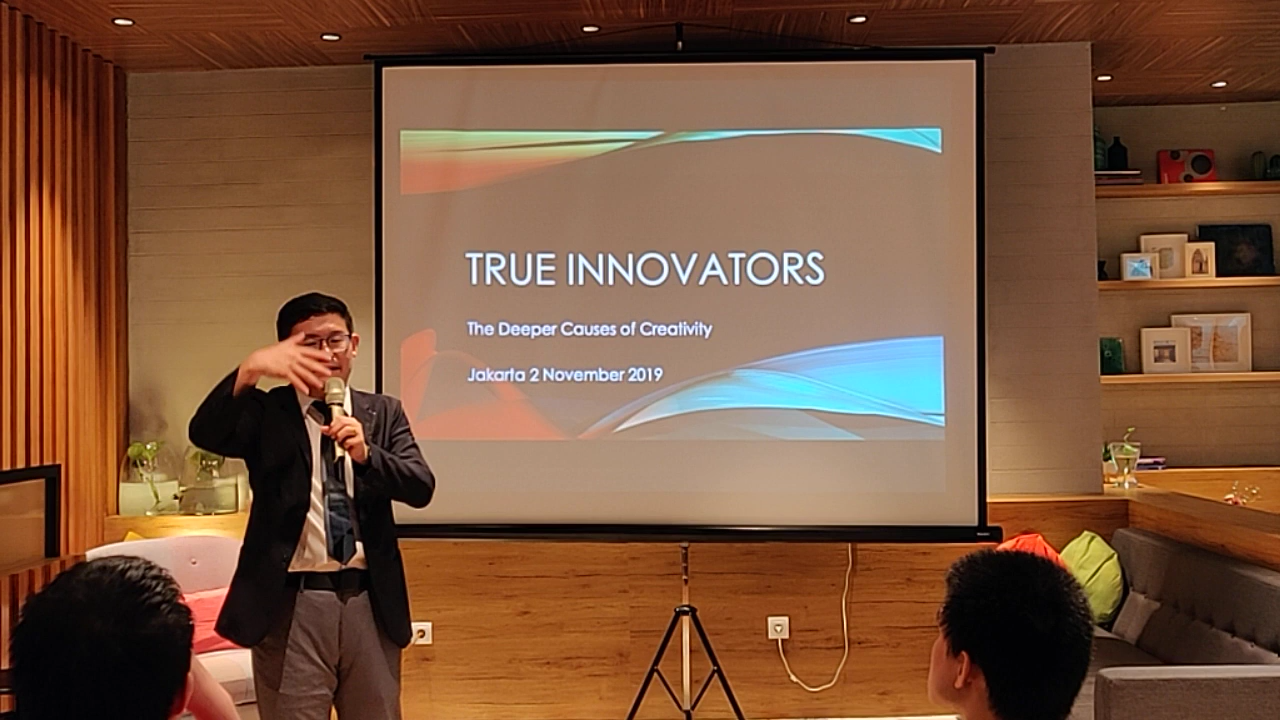 TRUE INNOVATORS
The Deeper Causes of Creativity
Jakarta 2 November 2019